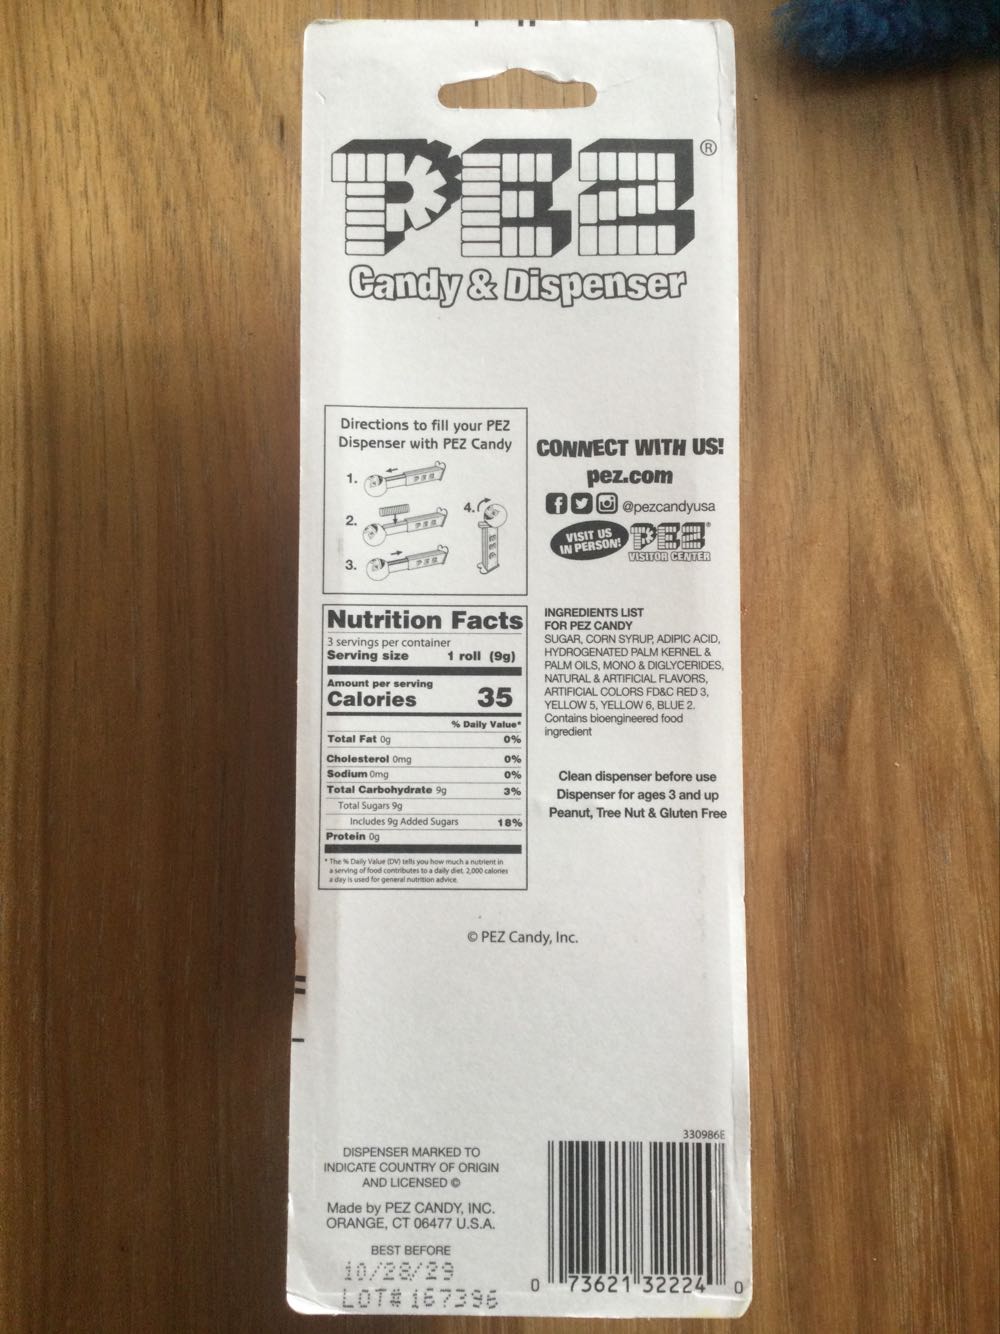 PEZ®
Candy & Dispenser
Directions to fill your PEZ
Dispenser with PEZ Candy
1.
2.
3.
4.
CONNECT WITH US!
pez.com
@pezcandyusa
VISIT US
IN PERSON!
PEZ®
VISITOR CENTER
Nutrition Facts
3 servings per container
Serving size 1 roll (9g)
Amount per serving
Calories 35
% Daily Value*
Total Fat 0g 0%
Cholesterol 0mg 0%
Sodium 0mg 0%
Total Carbohydrate 9g 3%
Total Sugars 9g
Includes 9g Added Sugars 18%
Protein 0g
* The % Daily Value (DV) tells you how much a nutrient in
a serving of food contributes to a daily diet. 2,000 calories
a day is used for general nutrition advice.
INGREDIENTS LIST
FOR PEZ CANDY
SUGAR, CORN SYRUP, ADIPIC ACID,
HYDROGENATED PALM KERNEL &
PALM OILS, MONO & DIGLYCERIDES,
NATURAL & ARTIFICIAL FLAVORS,
ARTIFICIAL COLORS FD&C RED 3,
YELLOW 5, YELLOW 6, BLUE 2.
Contains bioengineered food
ingredient
Clean dispenser before use
Dispenser for ages 3 and up
Peanut, Tree Nut & Gluten Free
© PEZ Candy, Inc.
DISPENSER MARKED TO
INDICATE COUNTRY OF ORIGIN
AND LICENSED ©
Made by PEZ CANDY, INC.
ORANGE, CT 06477 U.S.A.
BEST BEFORE
10/28/29
LOT# 167396
330986E
0 73621 32224 0